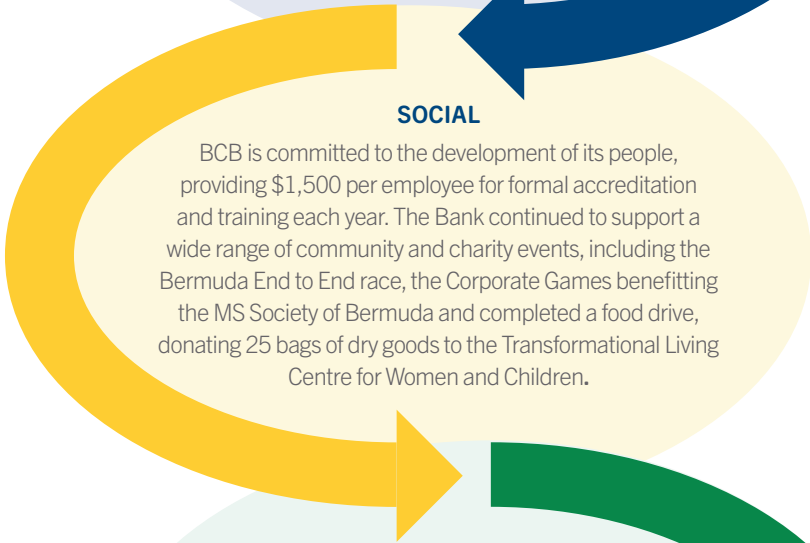 SOCIAL
BCB is committed to the development of its people,
providing $1,500 per employee for formal accreditation
and training each year. The Bank continued to support a
wide range of community and charity events, including the
Bermuda End to End race, the Corporate Games benefitting
the MS Society of Bermuda and completed a food drive,
donating 25 bags of dry goods to the Transformational Living
Centre for Women and Children.